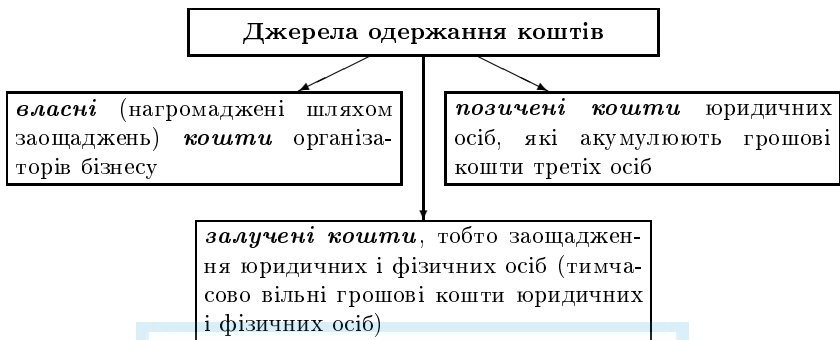 Джерела одержання коштів
власні (нагромаджені шляхом
заощаджень) кошти організа-
торів бізнесу
позичені кошти юридичних
осіб, які акумулюють грошові
кошти третіх осіб
залучені кошти, тобто заощаджен-
ня юридичних і фізичних осіб (тимча-
сово вільні грошові кошти юридичних
і фізичних осіб)